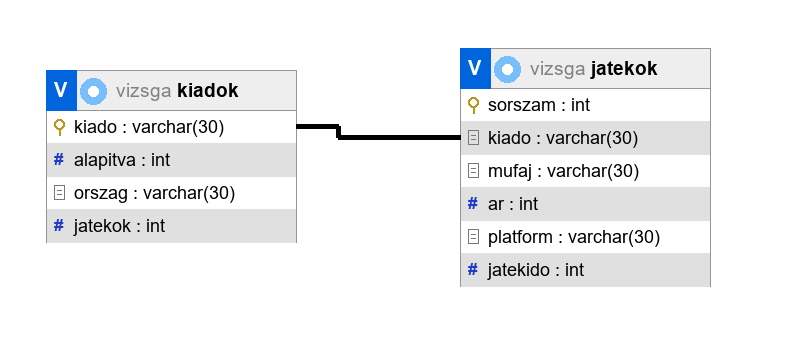 V vizsga kiadok
kiado : varchar(30)
# alapitva : int
orszag : varchar(30)
# jatekok : int
V vizsga jatekok
sorszam : int
kiado : varchar(30)
mufaj : varchar(30)
# ar : int
platform : varchar(30)
# jatekido : int